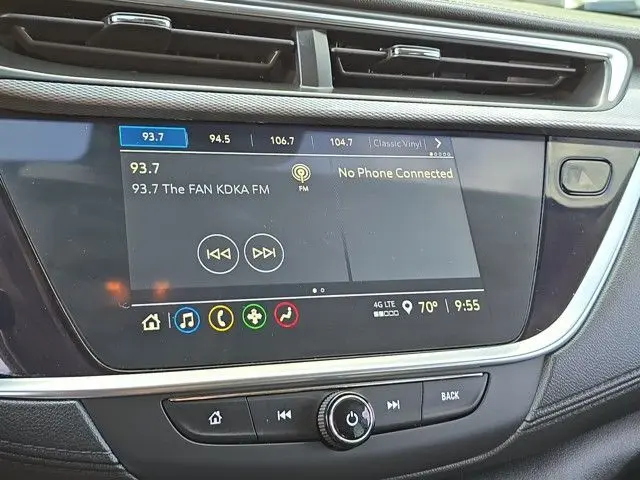 93.7 94.5 106.7 104.7 Classic Vinyl
93.7
93.7 The FAN KDKA FM
FM
No Phone Connected
4G LTE
70° 9:55
BACK